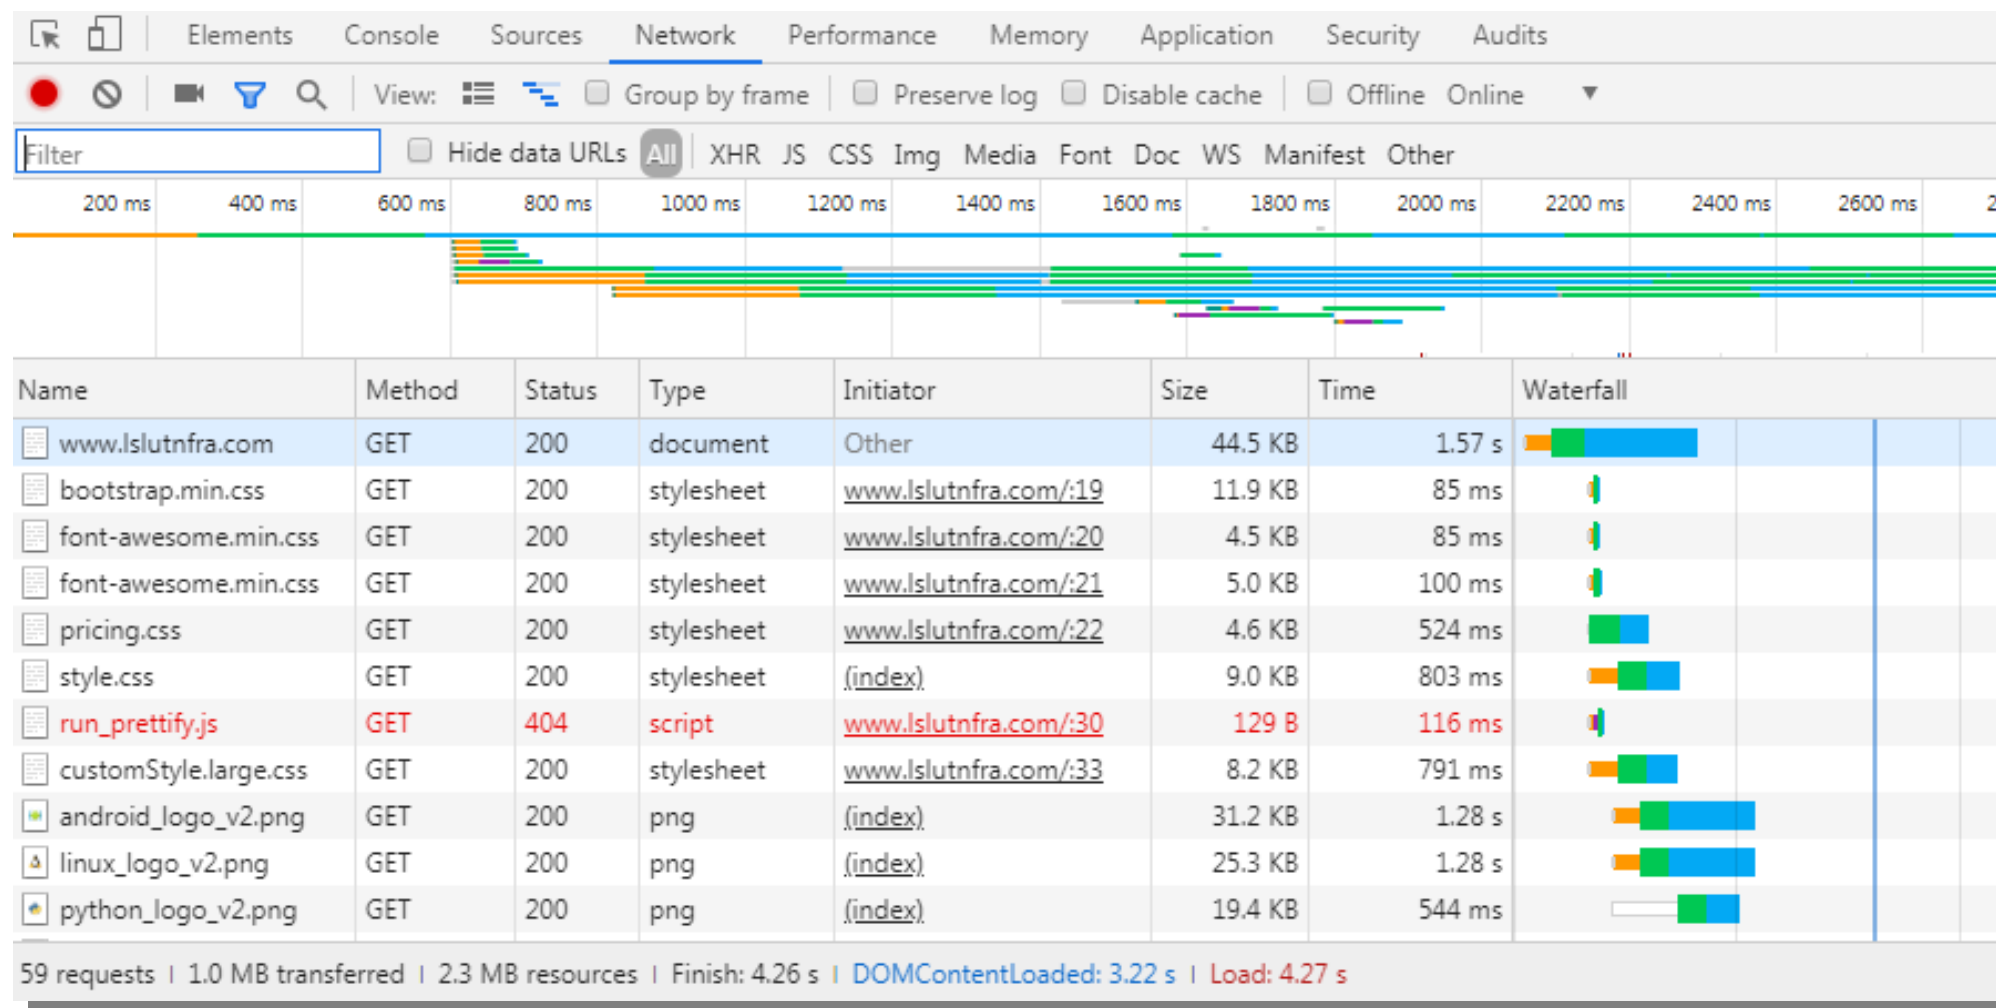 Elements Console Sources Network Performance Memory Application Security Audits
View: Group by frame Preserve log Disable cache Offline Online
Filter Hide data URLs All XHR JS CSS Img Media Font Doc WS Manifest Other
200 ms 400 ms 600 ms 800 ms 1000 ms 1200 ms 1400 ms 1600 ms 1800 ms 2000 ms 2200 ms 2400 ms 2600 ms 2
Name Method Status Type Initiator Size Time Waterfall
www.lslutnfra.com GET 200 document Other 44.5 KB 1.57 s
bootstrap.min.css GET 200 stylesheet www.lslutnfra.com/:19 11.9 KB 85 ms
font-awesome.min.css GET 200 stylesheet www.lslutnfra.com/:20 4.5 KB 85 ms
font-awesome.min.css GET 200 stylesheet www.lslutnfra.com/:21 5.0 KB 100 ms
pricing.css GET 200 stylesheet www.lslutnfra.com/:22 4.6 KB 524 ms
style.css GET 200 stylesheet (index) 9.0 KB 803 ms
run_prettify.js GET 404 script www.lslutnfra.com/:30 129 B 116 ms
customStyle.large.css GET 200 stylesheet www.lslutnfra.com/:33 8.2 KB 791 ms
android_logo_v2.png GET 200 png (index) 31.2 KB 1.28 s
linux_logo_v2.png GET 200 png (index) 25.3 KB 1.28 s
python_logo_v2.png GET 200 png (index) 19.4 KB 544 ms
59 requests | 1.0 MB transferred | 2.3 MB resources | Finish: 4.26 s | DOMContentLoaded: 3.22 s | Load: 4.27 s